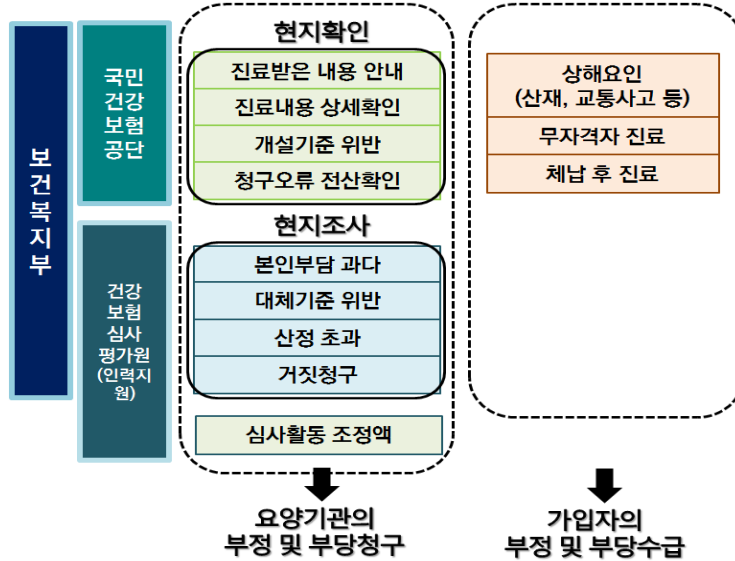 보건복지부
국민
건강
보험
공단
건강
보험
심사
평가원
(인력지
원)
현지확인
진료받은 내용 안내
진료내용 상세확인
개설기준 위반
청구오류 전산확인
현지조사
본인부담 과다
대체기준 위반
산정 초과
거짓청구
심사활동 조정액
요양기관의
부정 및 부당청구
상해요인
(산재, 교통사고 등)
무자격자 진료
체납 후 진료
가입자의
부정 및 부당수급